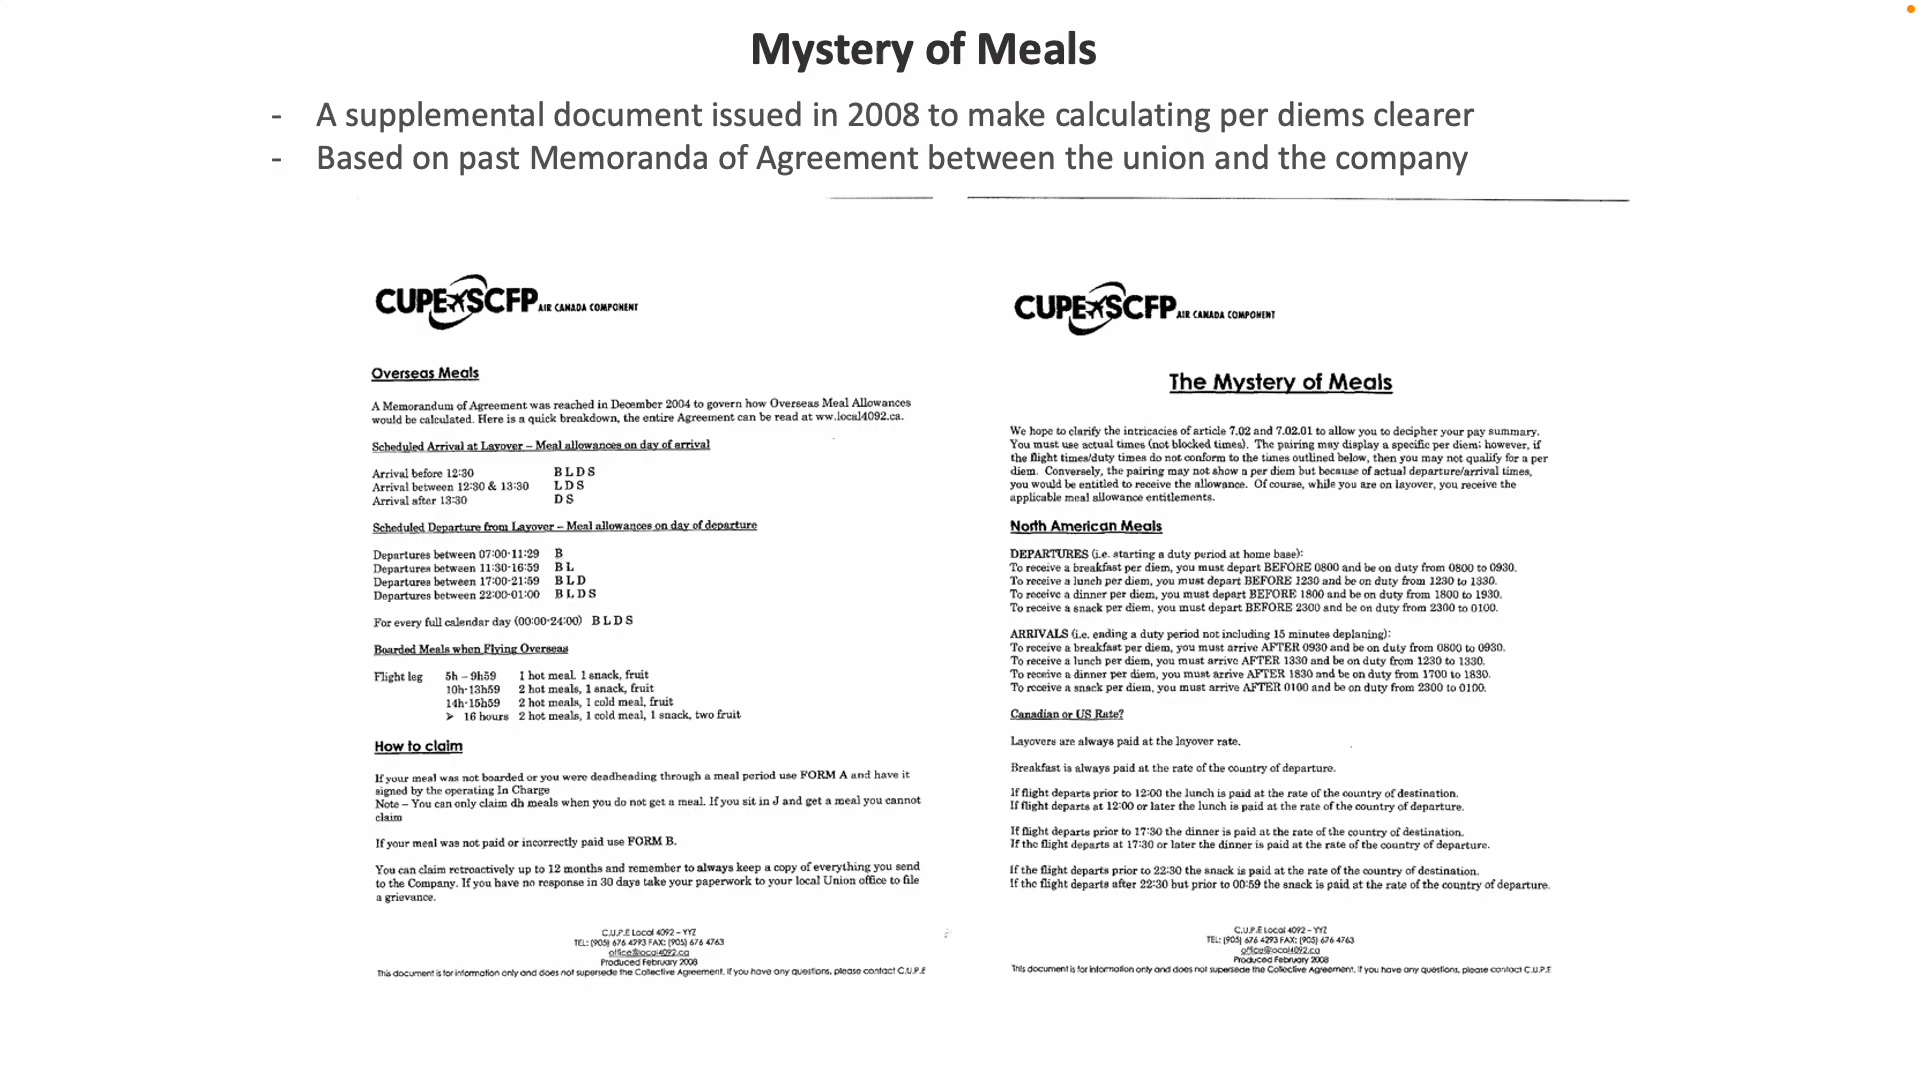 Mystery of Meals
- A supplemental document issued in 2008 to make calculating per diems clearer
- Based on past Memoranda of Agreement between the union and the company
CUPE SCFP AIR CANADA COMPONENT
Overseas Meals
A Memorandum of Agreement was reached in December 2004 to govern how Overseas Meal Allowances
would be calculated. Here is a quick breakdown, the entire Agreement can be read at ww.local4092.ca.
Scheduled Arrival at Layover – Meal allowances on day of arrival
Arrival before 12:30 B L D S
Arrival between 12:30 & 13:30 L D S
Arrival after 13:30 D S
Scheduled Departure from Layover – Meal allowances on day of departure
Departures between 07:00-11:29 B
Departures between 11:30-16:59 B L
Departures between 17:00-21:59 B L D
Departures between 22:00-01:00 B L D S
For every full calendar day (00:00-24:00) B L D S
Boarded Meals when Flying Overseas
Flight leg 5h – 9h59 1 hot meal. 1 snack, fruit
10h-13h59 2 hot meals, 1 snack, fruit
14h-15h59 2 hot meals, 1 cold meal, fruit
➢ 16 hours 2 hot meals, 1 cold meal, 1 snack, two fruit
How to claim
If your meal was not boarded or you were deadheading through a meal period use FORM A and have it
signed by the operating In Charge
Note – You can only claim dh meals when you do not get a meal. If you sit in J and get a meal you cannot
claim
If your meal was not paid or incorrectly paid use FORM B.
You can claim retroactively up to 12 months and remember to always keep a copy of everything you send
to the Company. If you have no response in 30 days take your paperwork to your local Union office to file
a grievance.
C.U.P.E Local 4092 – YYZ
TEL: (905) 676 4293 FAX: (905) 676 4763
office@local4092.ca
Produced February 2008
This document is for information only and does not supersede the Collective Agreement. If you have any questions, please contact C.U.P.E
CUPE SCFP AIR CANADA COMPONENT
The Mystery of Meals
We hope to clarify the intricacies of article 7.02 and 7.02.01 to allow you to decipher your pay summary.
You must use actual times (not blocked times). The pairing may display a specific per diem; however, if
the flight times/duty times do not conform to the times outlined below, then you may not qualify for a per
diem. Conversely, the pairing may not show a per diem but because of actual departure/arrival times,
you would be entitled to receive the allowance. Of course, while you are on layover, you receive the
applicable meal allowance entitlements.
North American Meals
DEPARTURES (i.e. starting a duty period at home base):
To receive a breakfast per diem, you must depart BEFORE 0800 and be on duty from 0800 to 0930.
To receive a lunch per diem, you must depart BEFORE 1230 and be on duty from 1230 to 1330.
To receive a dinner per diem, you must depart BEFORE 1800 and be on duty from 1800 to 1930.
To receive a snack per diem, you must depart BEFORE 2300 and be on duty from 2300 to 0100.
ARRIVALS (i.e. ending a duty period not including 15 minutes deplaning):
To receive a breakfast per diem, you must arrive AFTER 0930 and be on duty from 0800 to 0930.
To receive a lunch per diem, you must arrive AFTER 1330 and be on duty from 1230 to 1330.
To receive a dinner per diem, you must arrive AFTER 1830 and be on duty from 1700 to 1830.
To receive a snack per diem, you must arrive AFTER 0100 and be on duty from 2300 to 0100.
Canadian or US Rate?
Layovers are always paid at the layover rate.
Breakfast is always paid at the rate of the country of departure.
If flight departs prior to 12:00 the lunch is paid at the rate of the country of destination.
If flight departs at 12:00 or later the lunch is paid at the rate of the country of departure.
If flight departs prior to 17:30 the dinner is paid at the rate of the country of destination.
If the flight departs at 17:30 or later the dinner is paid at the rate of the country of departure.
If the flight departs prior to 22:30 the snack is paid at the rate of the country of destination.
If the flight departs after 22:30 but prior to 00:59 the snack is paid at the rate of the country of departure.
C.U.P.E Local 4092 – YYZ
TEL: (905) 676 4293 FAX: (905) 676 4763
office@local4092.ca
Produced February 2008
This document is for information only and does not supersede the Collective Agreement. If you have any questions, please contact C.U.P.E